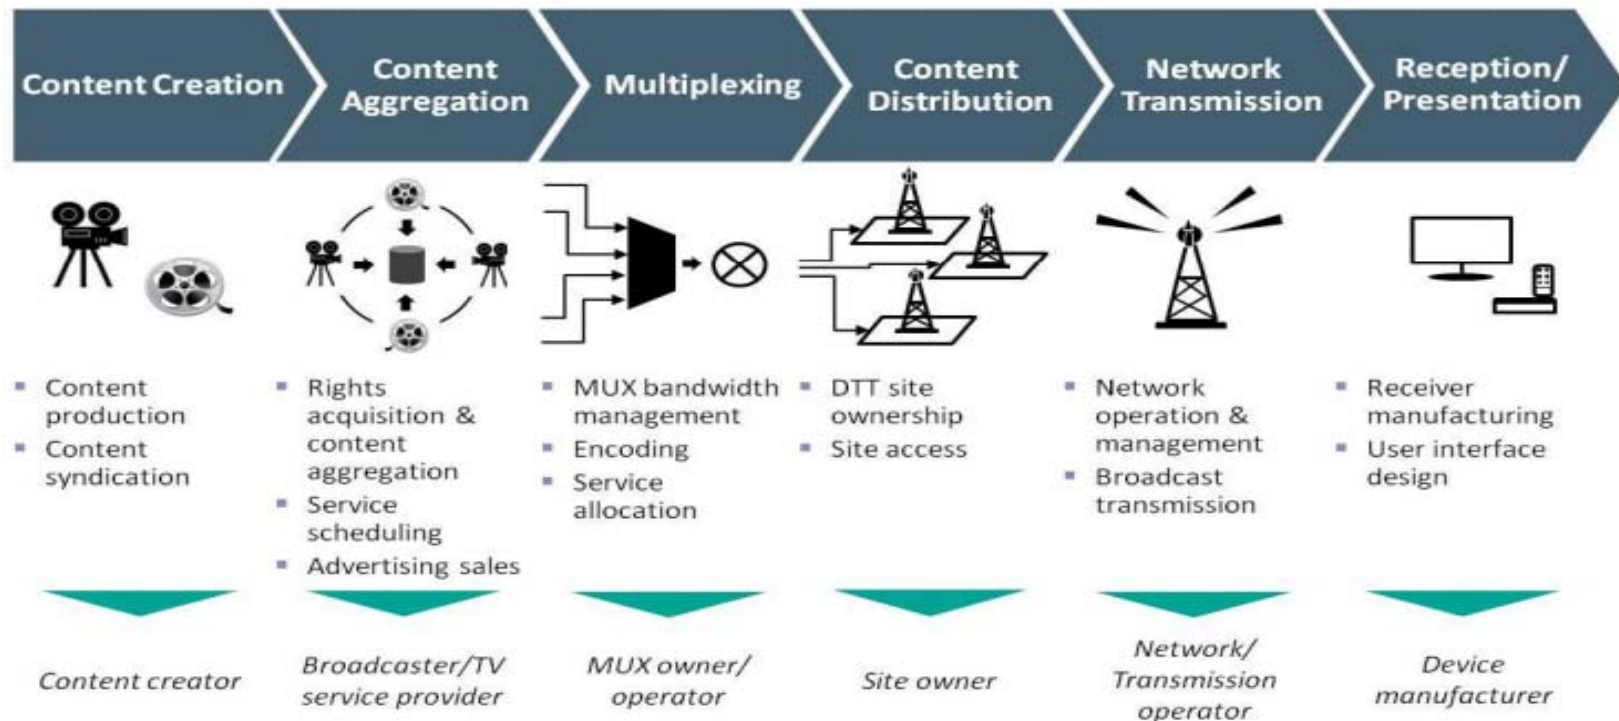 Content Creation
Content
Aggregation
Multiplexing
Content
Distribution
Network
Transmission
Reception/
Presentation
Content
production
Content
syndication
Rights
acquisition &
content
aggregation
Service
scheduling
Advertising sales
MUX bandwidth
management
Encoding
Service
allocation
DTT site
ownership
Site access
Network
operation &
management
Broadcast
transmission
Receiver
manufacturing
User interface
design
Content creator
Broadcaster/TV
service provider
MUX owner/
operator
Site owner
Network/
Transmission
operator
Device
manufacturer